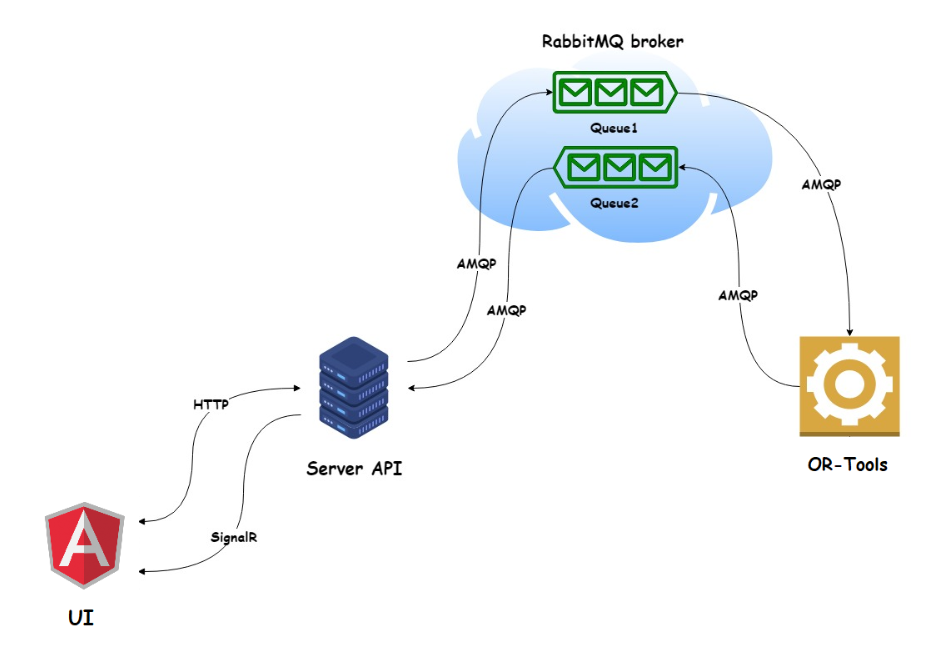 RabbitMQ broker
Queue1
Queue2
AMQP
AMQP
AMQP
AMQP
HTTP
Server API
OR-Tools
SignalR
UI